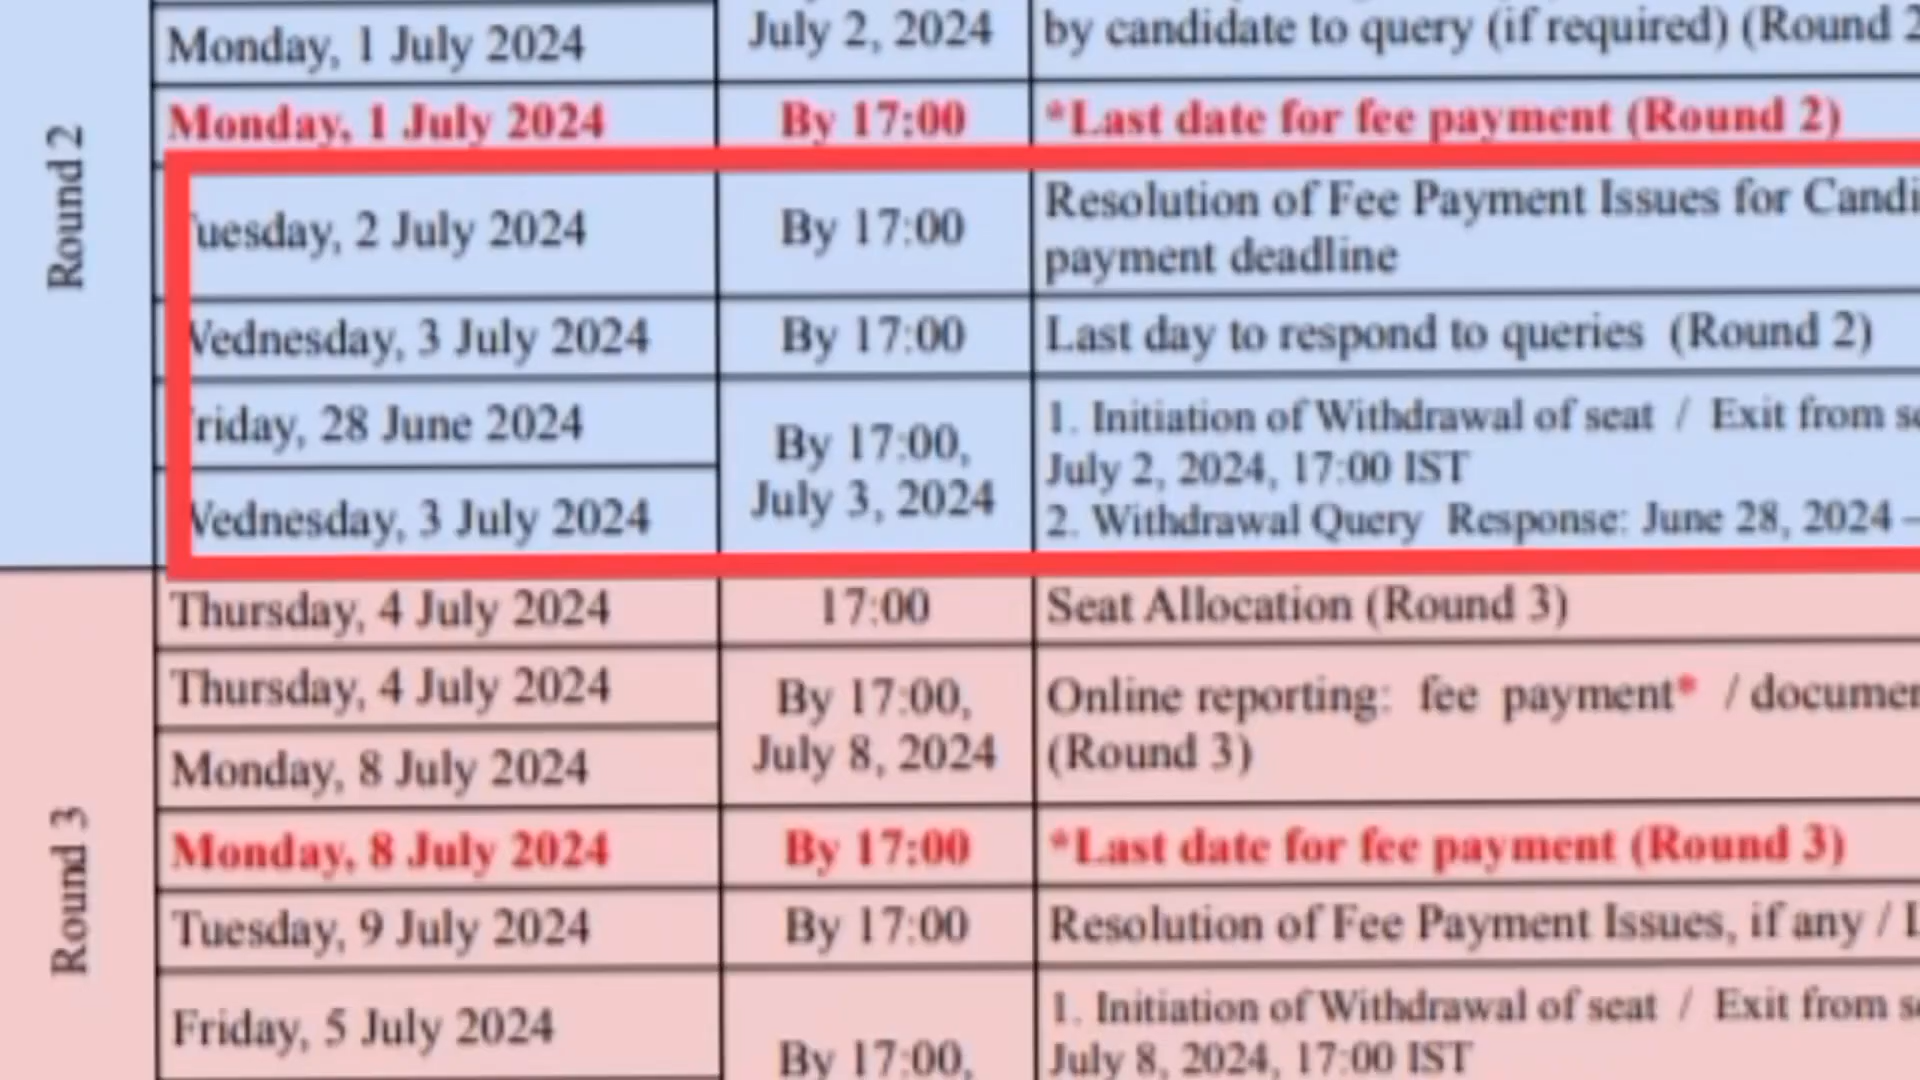 Round 2
Monday, 1 July 2024
July 2, 2024
by candidate to query (if required) (Round 2
Monday, 1 July 2024
By 17:00
*Last date for fee payment (Round 2)
uesday, 2 July 2024
By 17:00
Resolution of Fee Payment Issues for Candi
payment deadline
Wednesday, 3 July 2024
By 17:00
Last day to respond to queries (Round 2)
riday, 28 June 2024
Wednesday, 3 July 2024
By 17:00,
July 3, 2024
1. Initiation of Withdrawal of seat / Exit from se
July 2, 2024, 17:00 IST
2. Withdrawal Query Response: June 28, 2024 –
Round 3
Thursday, 4 July 2024
17:00
Seat Allocation (Round 3)
Thursday, 4 July 2024
Monday, 8 July 2024
By 17:00,
July 8, 2024
Online reporting: fee payment* / documen
(Round 3)
Monday, 8 July 2024
By 17:00
*Last date for fee payment (Round 3)
Tuesday, 9 July 2024
By 17:00
Resolution of Fee Payment Issues, if any / L
Friday, 5 July 2024
By 17:00,
1. Initiation of Withdrawal of seat / Exit from se
July 8, 2024, 17:00 IST